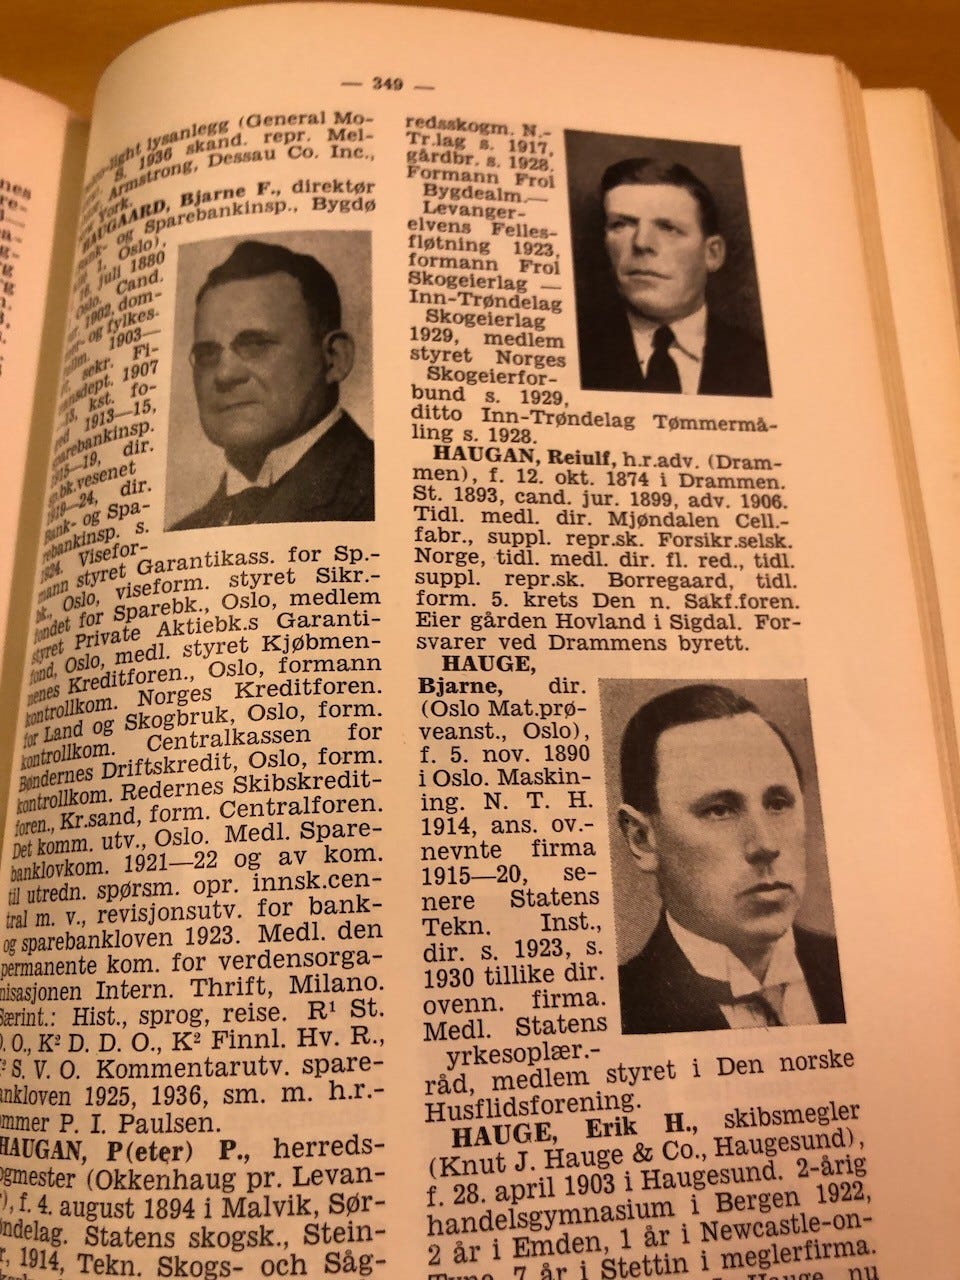 — 349 —
light lysanlegg (General Mo-
s. 1936 skand. repr. Mel-
Armstrong, Dessau Co. Inc.,
York.
HAUGAARD, Bjarne F., direktør
og Sparebankinsp., Bygdø
1, Oslo),
juli 1880
Oslo. Cand.
1902, dom-
og fylkes-
1903—
sekr. Fi-
dept. 1907
kst. fo-
1913—15,
sparebankinsp.
1915—19, dir.
sp.bk.vesenet
1919—24, dir.
Bank- og Spa-
rebankinsp. s.
1924. Visefor-
mann styret Garantikass. for Sp.-
bk., Oslo, viseform. styret Sikr.-
fondet for Sparebk., Oslo, medlem
styret Private Aktiebk.s Garanti-
fond, Oslo, medl. styret Kjøbmen-
nenes Kreditforen., Oslo, formann
kontrollkom. Norges Kreditforen.
for Land og Skogbruk, Oslo, form.
kontrollkom. Centralkassen for
Bøndernes Driftskredit, Oslo, form.
kontrollkom. Redernes Skibskredit-
foren., Kr.sand, form. Centralforen.
Det komm. utv., Oslo. Medl. Spare-
banklovkom. 1921—22 og av kom.
til utredn. spørsm. opr. innsk.cen-
tral m. v., revisjonsutv. for bank-
og sparebankloven 1923. Medl. den
permanente kom. for verdensorga-
nisasjonen Intern. Thrift, Milano.
Særint.: Hist., sprog, reise. R¹ St.
O. O., K² D. D. O., K² Finnl. Hv. R.,
S. V. O. Kommentarutv. spare-
bankloven 1925, 1936, sm. m. h.r.-
dommer P. I. Paulsen.
HAUGAN, P(eter) P., herreds-
skogmester (Okkenhaug pr. Levan-
f. 4. august 1894 i Malvik, Sør-
Trøndelag. Statens skogsk., Stein-
1914, Tekn. Skogs- och Såg-
redsskogm. N.-
Tr.lag s. 1917,
gårdbr. s. 1928.
Formann Frol
Bygdealm.—
Levanger-
elvens Felles-
fløtning 1923,
formann Frol
Skogeierlag —
Inn-Trøndelag
Skogeierlag
1929, medlem
styret Norges
Skogeierfor-
bund s. 1929,
ditto Inn-Trøndelag Tømmermå-
ling s. 1928.
HAUGAN, Reiulf, h.r.adv. (Dram-
men), f. 12. okt. 1874 i Drammen.
St. 1893, cand. jur. 1899, adv. 1906.
Tidl. medl. dir. Mjøndalen Cell.-
fabr., suppl. repr.sk. Forsikr.selsk.
Norge, tidl. medl. dir. fl. red., tidl.
suppl. repr.sk. Borregaard, tidl.
form. 5. krets Den n. Sakf.foren.
Eier gården Hovland i Sigdal. For-
svarer ved Drammens byrett.
HAUGE,
Bjarne, dir.
(Oslo Mat.prø-
veanst., Oslo),
f. 5. nov. 1890
i Oslo. Maskin-
ing. N. T. H.
1914, ans. ov.-
nevnte firma
1915—20, se-
nere Statens
Tekn. Inst.,
dir. s. 1923, s.
1930 tillike dir.
ovenn. firma.
Medl. Statens
yrkesoplær.-
råd, medlem styret i Den norske
Husflidsforening.
HAUGE, Erik H., skibsmegler
(Knut J. Hauge & Co., Haugesund),
f. 28. april 1903 i Haugesund. 2-årig
handelsgymnasium i Bergen 1922,
2 år i Emden, 1 år i Newcastle-on-
Tyne, 7 år i Stettin i meglerfirma.
Hauge, nu